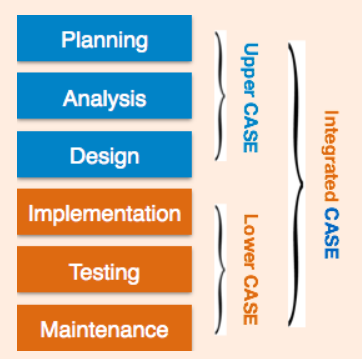 Planning
Analysis
Design
Implementation
Testing
Maintenance
Upper CASE
Lower CASE
Integrated CASE